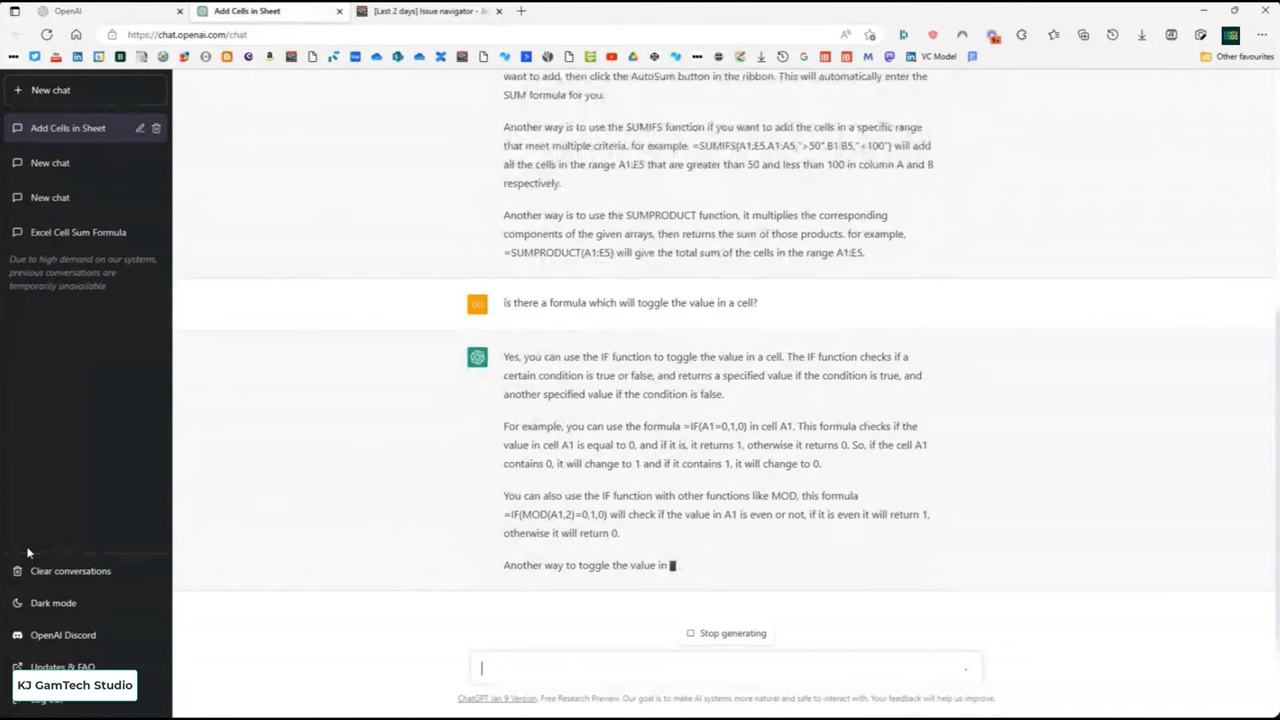 OpenAI
Add Cells in Sheet
[Last 2 days] Issue navigator - Ji
https://chat.openai.com/chat
VC Model
Other favourites
New chat
Add Cells in Sheet
New chat
New chat
Excel Cell Sum Formula
Due to high demand on our systems,
previous conversations are
temporarily unavailable
Clear conversations
Dark mode
OpenAI Discord
Updates & FAQ
KJ GamTech Studio
want to add, then click the AutoSum button in the ribbon. This will automatically enter the
SUM formula for you.
Another way is to use the SUMIFS function if you want to add the cells in a specific range
that meet multiple criteria. for example, =SUMIFS(A1:E5,A1:A5,">50",B1:B5,"<100") will add
all the cells in the range A1:E5 that are greater than 50 and less than 100 in column A and B
respectively.
Another way is to use the SUMPRODUCT function, it multiplies the corresponding
components of the given arrays, then returns the sum of those products. for example,
=SUMPRODUCT(A1:E5) will give the total sum of the cells in the range A1:E5.
is there a formula which will toggle the value in a cell?
Yes, you can use the IF function to toggle the value in a cell. The IF function checks if a
certain condition is true or false, and returns a specified value if the condition is true, and
another specified value if the condition is false.
For example, you can use the formula =IF(A1=0,1,0) in cell A1. This formula checks if the
value in cell A1 is equal to 0, and if it is, it returns 1, otherwise it returns 0. So, if the cell A1
contains 0, it will change to 1 and if it contains 1, it will change to 0.
You can also use the IF function with other functions like MOD, this formula
=IF(MOD(A1,2)=0,1,0) will check if the value in A1 is even or not, if it is even it will return 1,
otherwise it will return 0.
Another way to toggle the value in
Stop generating
ChatGPT Jan 9 Version. Free Research Preview. Our goal is to make AI systems more natural and safe to interact with. Your feedback will help us improve.